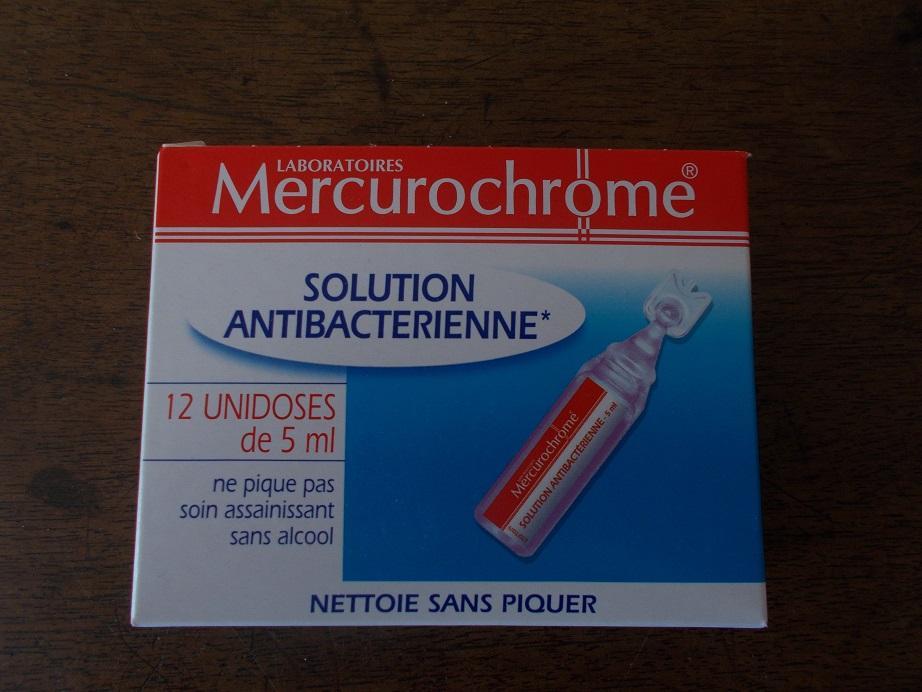 LABORATOIRES
Mercurochrome®
SOLUTION
ANTIBACTERIENNE*
12 UNIDOSES
de 5 ml
ne pique pas
soin assainissant
sans alcool
Mercurochrome
SOLUTION ANTIBACTÉRIENNE - 5 ml
NETTOIE SANS PIQUER